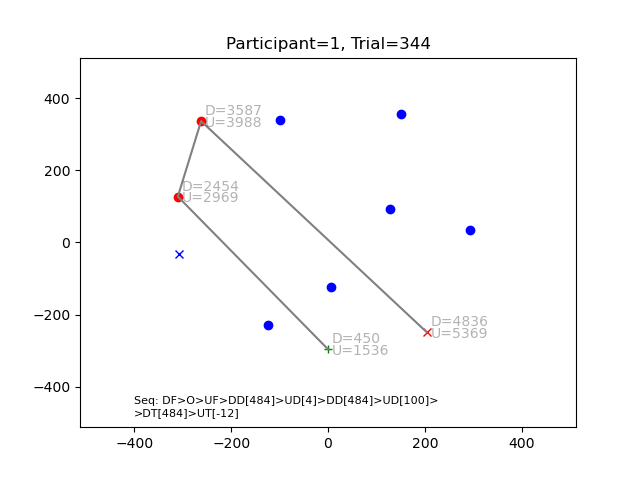 Participant=1, Trial=344
400
200
0
−200
−400
D=3587
U=3988
D=2454
U=2969
D=4836
U=5369
D=450
U=1536
Seq: DF>O>UF>DD[484]>UD[4]>DD[484]>UD[100]>
>DT[484]>UT[-12]
−400 −200 0 200 400